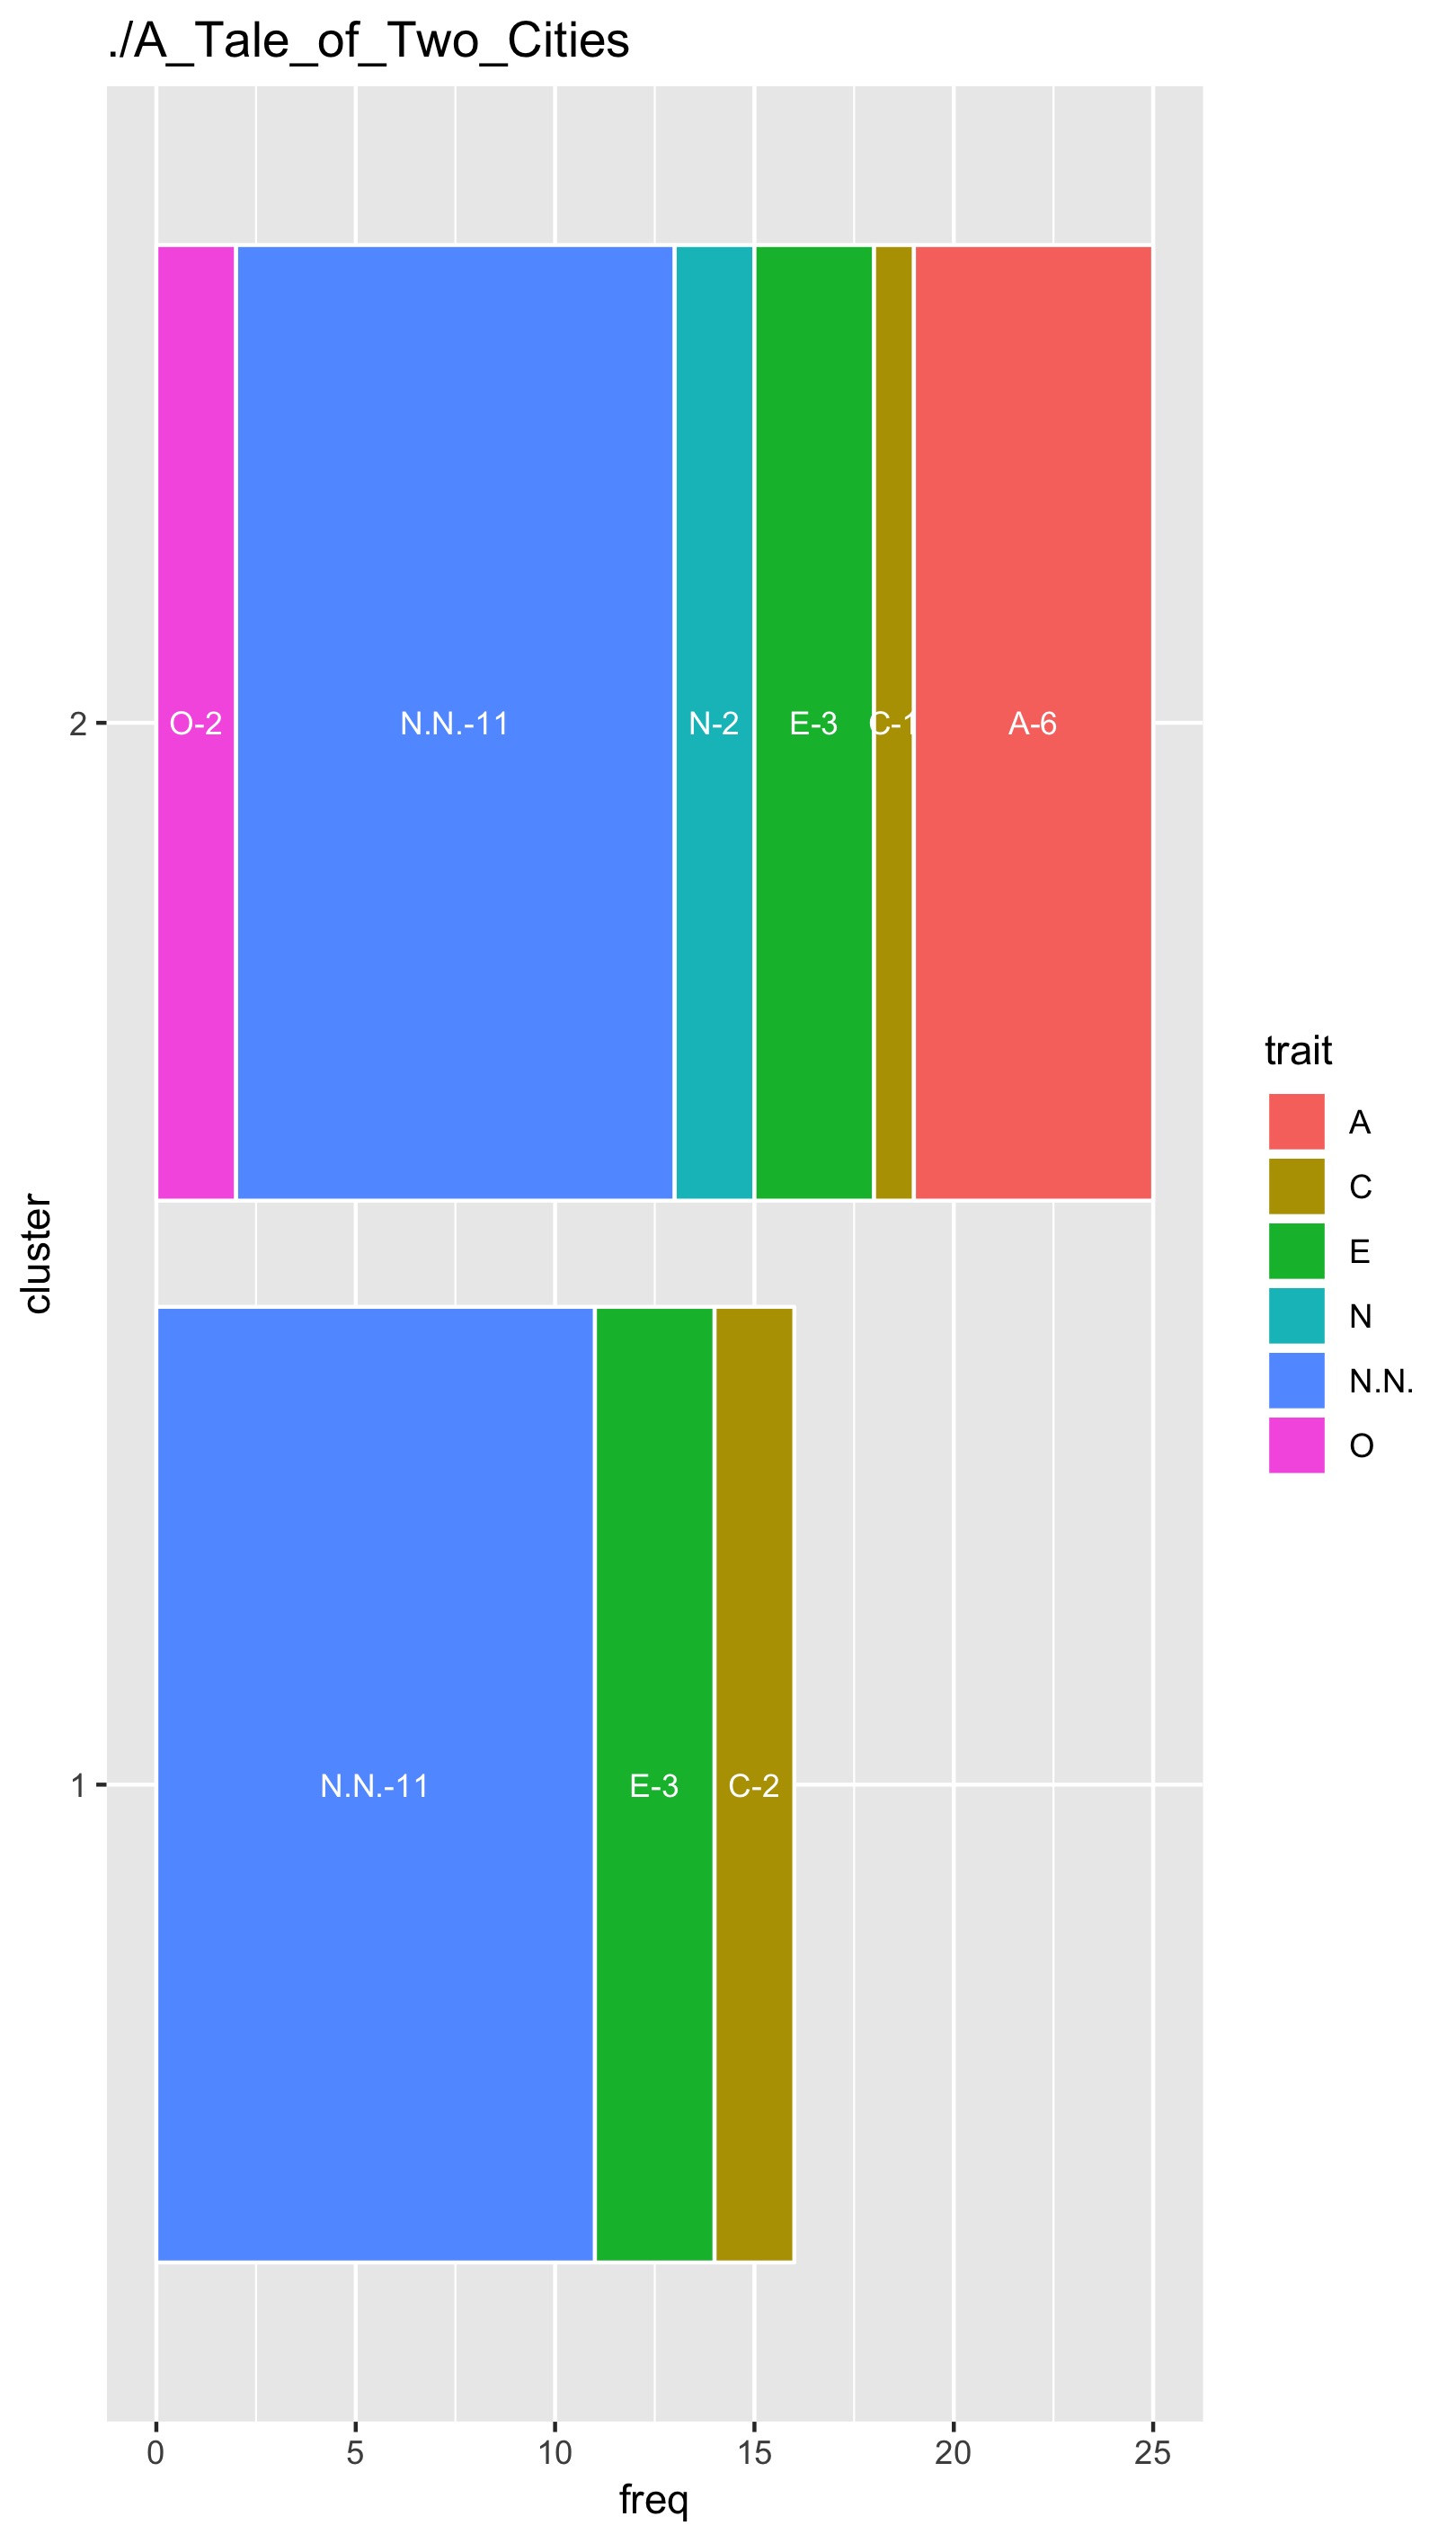 ./A_Tale_of_Two_Cities
2
O-2 N.N.-11 N-2 E-3 C-1 A-6
cluster
1
N.N.-11 E-3 C-2
0 5 10 15 20 25
freq
trait
A
C
E
N
N.N.
O